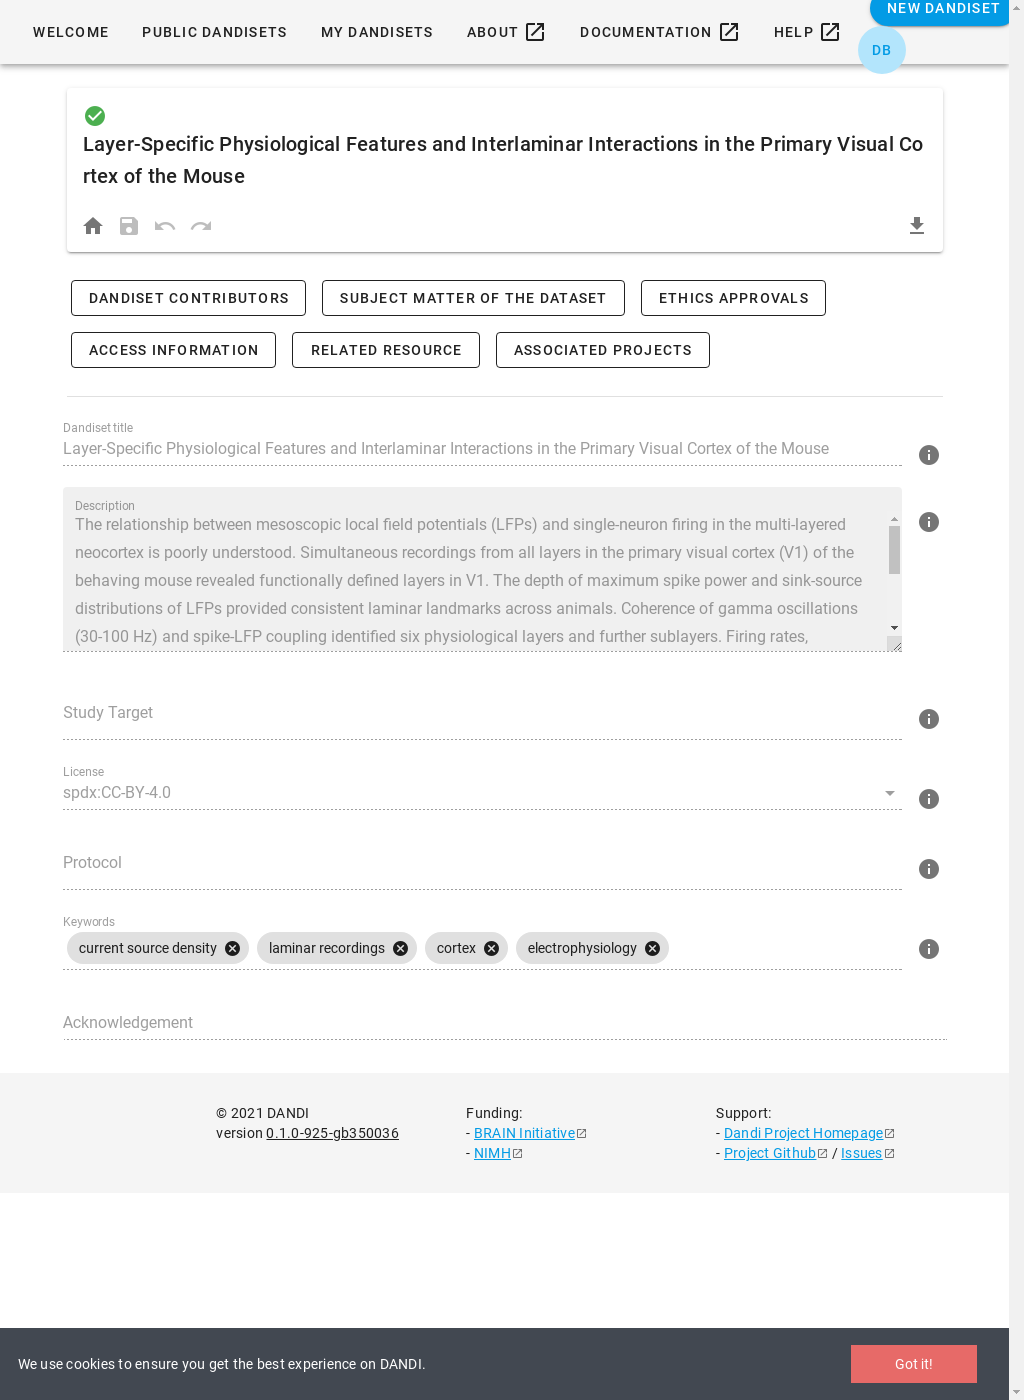 NEW DANDISET
WELCOME PUBLIC DANDISETS MY DANDISETS ABOUT DOCUMENTATION HELP
DB
Layer-Specific Physiological Features and Interlaminar Interactions in the Primary Visual Co
rtex of the Mouse
DANDISET CONTRIBUTORS SUBJECT MATTER OF THE DATASET ETHICS APPROVALS
ACCESS INFORMATION RELATED RESOURCE ASSOCIATED PROJECTS
Dandiset title
Layer-Specific Physiological Features and Interlaminar Interactions in the Primary Visual Cortex of the Mouse
Description
The relationship between mesoscopic local field potentials (LFPs) and single-neuron firing in the multi-layered
neocortex is poorly understood. Simultaneous recordings from all layers in the primary visual cortex (V1) of the
behaving mouse revealed functionally defined layers in V1. The depth of maximum spike power and sink-source
distributions of LFPs provided consistent laminar landmarks across animals. Coherence of gamma oscillations
(30-100 Hz) and spike-LFP coupling identified six physiological layers and further sublayers. Firing rates,
Study Target
License
spdx:CC-BY-4.0
Protocol
Keywords
current source density laminar recordings cortex electrophysiology
Acknowledgement
© 2021 DANDI Funding: Support:
version 0.1.0-925-gb350036 - BRAIN Initiative - Dandi Project Homepage
- NIMH - Project Github / Issues
We use cookies to ensure you get the best experience on DANDI. Got it!